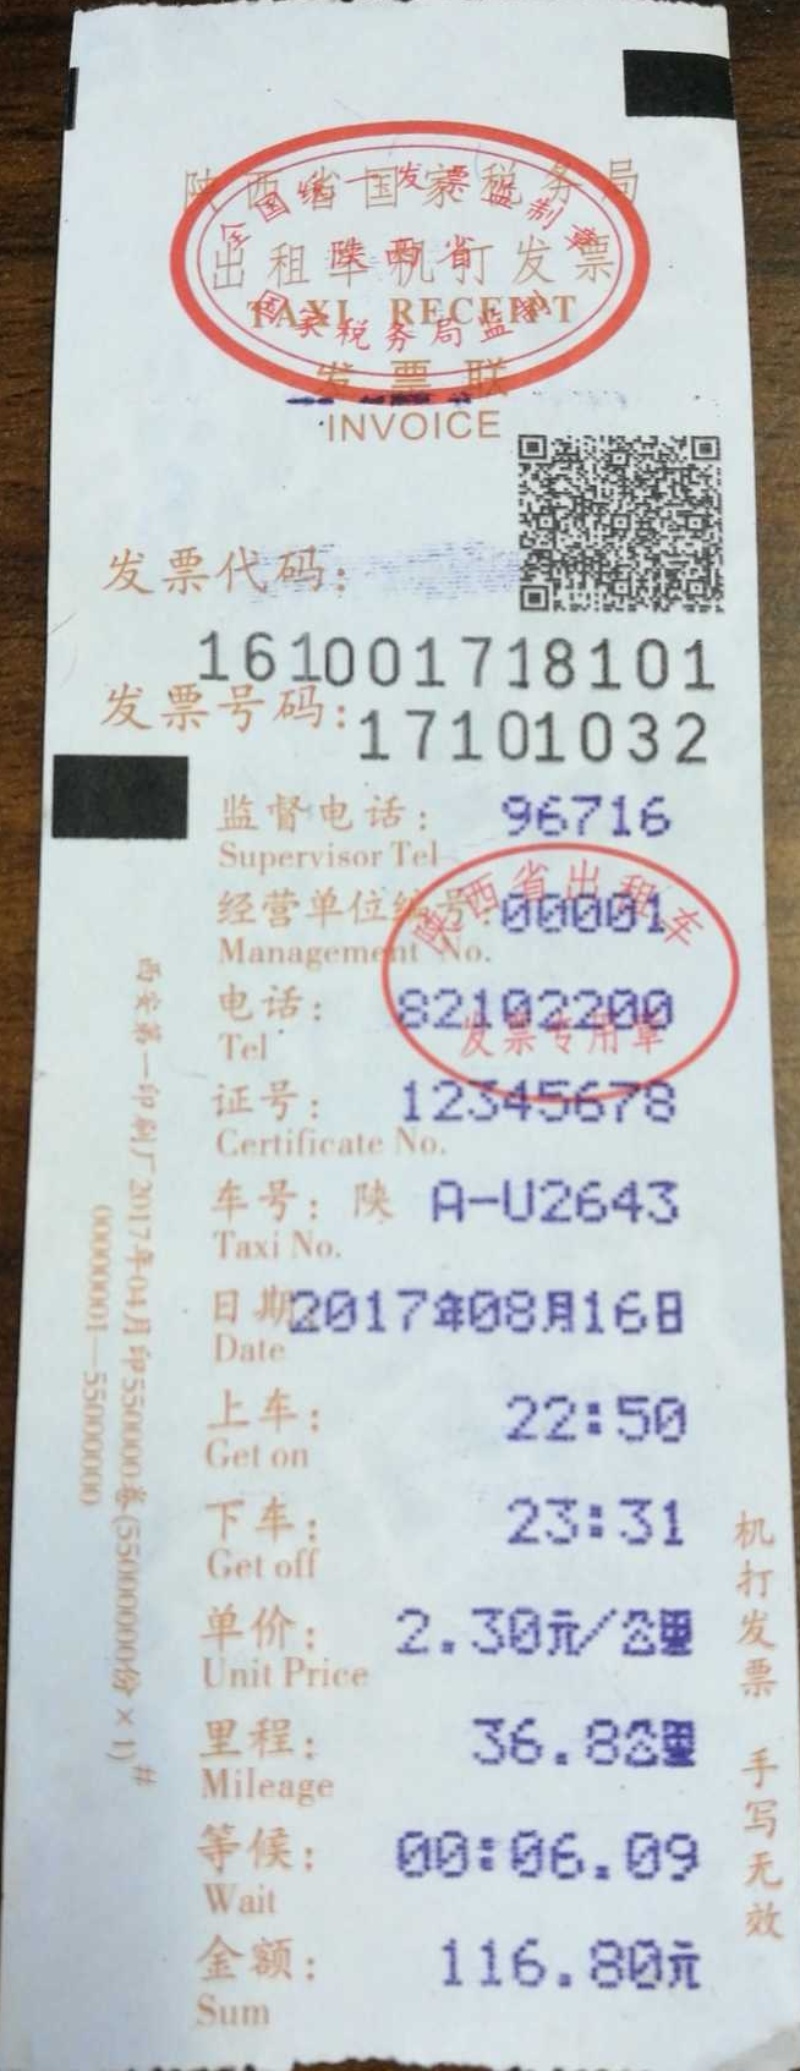 陕西省国家税务局
全国统一发票监制章
出租车机打发票
陕西省
TAXI RECEIPT
国家税务局监制
发票联
INVOICE
发票代码:
161001718101
发票号码:
17101032
监督电话: 96716
Supervisor Tel
经营单位编号: 00001
Management No.
陕西省出租车
电话: 82102200
Tel
发票专用章
证号: 12345678
Certificate No.
车号: 陕 A-U2643
Taxi No.
日期 2017年08月16日
Date
上车: 22:50
Get on
下车: 23:31
Get off
单价: 2.30元/公里
Unit Price
里程: 36.8公里
Mileage
等候: 00:06.09
Wait
金额: 116.80元
Sum
机打发票 手写无效
西安第一印刷厂2017年04月印550000卷(55000000份×1)#
00000001—55000000